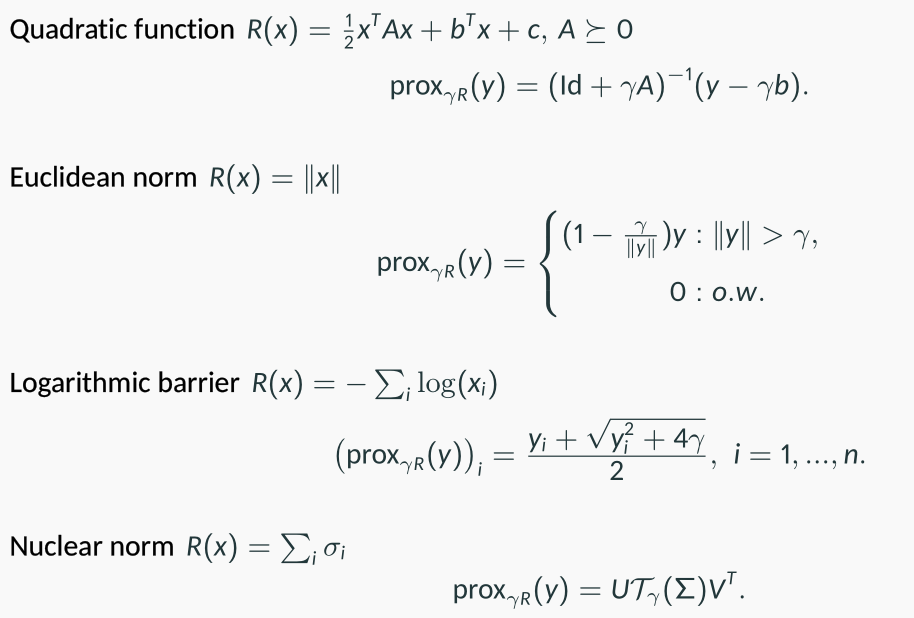 Quadratic function R(x) = ½xᵀAx + bᵀx + c, A ⪰ 0
prox_γR(y) = (Id + γA)⁻¹(y − γb).
Euclidean norm R(x) = ‖x‖
prox_γR(y) = { (1 − γ/‖y‖)y : ‖y‖ > γ,
0 : o.w.
Logarithmic barrier R(x) = − ∑ᵢ log(xᵢ)
(prox_γR(y))ᵢ = (yᵢ + √(yᵢ² + 4γ))/2, i = 1, ..., n.
Nuclear norm R(x) = ∑ᵢ σᵢ
prox_γR(y) = U𝒯_γ(Σ)Vᵀ.